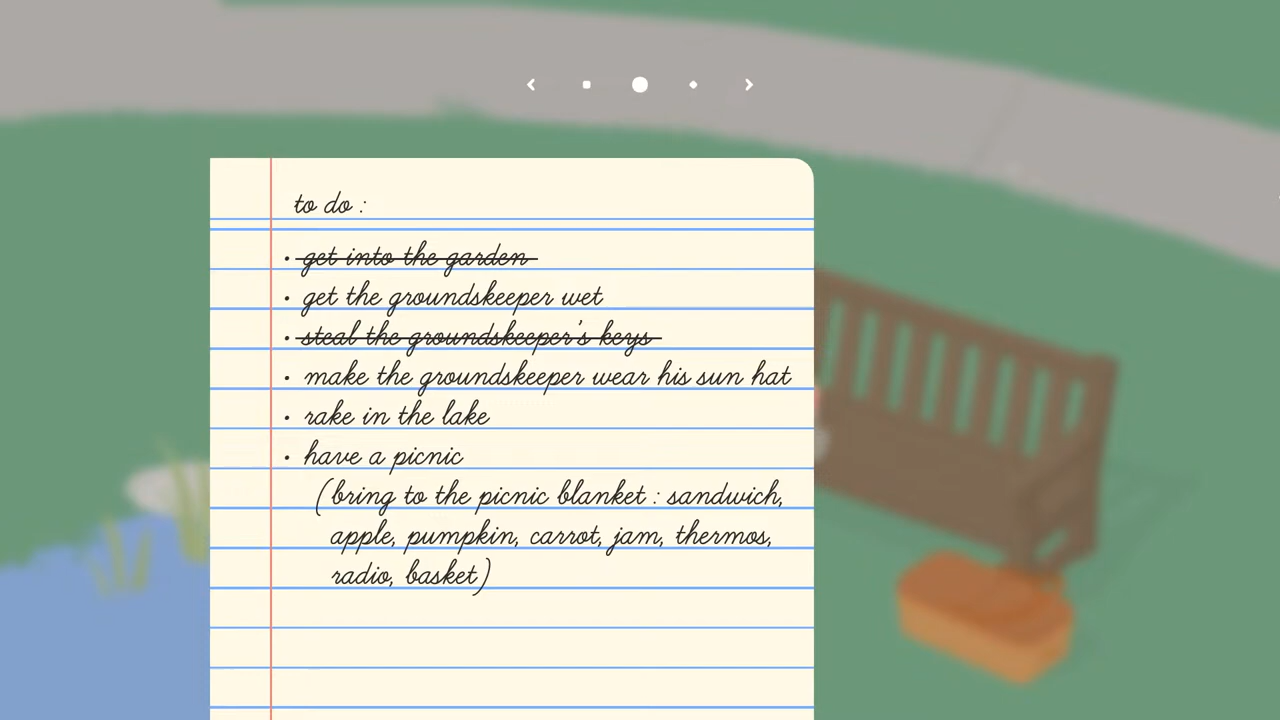 to do :
• get into the garden
• get the groundskeeper wet
• steal the groundskeeper's keys
• make the groundskeeper wear his sun hat
• rake in the lake
• have a picnic
(bring to the picnic blanket : sandwich,
apple, pumpkin, carrot, jam, thermos,
radio, basket)